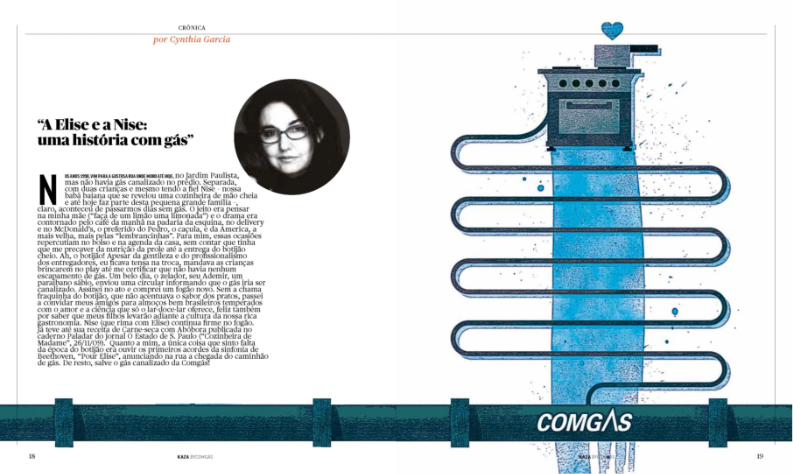 CRÔNICA
por Cynthia Garcia
“A Elise e a Nise:
uma história com gás”
NOS ANOS 1990, VIM PARA A GOSTOSA RUA ONDE MORO ATÉ HOJE, no Jardim Paulista,
mas não havia gás canalizado no prédio. Separada,
com duas crianças e mesmo tendo a fiel Nise – nossa
babá baiana que se revelou uma cozinheira de mão cheia
e até hoje faz parte desta pequena grande família –,
claro, aconteceu de passarmos dias sem gás. O jeito era pensar
na minha mãe (“faça de um limão uma limonada”) e o drama era
contornado pelo café da manhã na padaria da esquina, no delivery
e no McDonald’s, o preferido do Pedro, o caçula, e da America, a
mais velha, mais pelas “lembrancinhas”. Para mim, essas ocasiões
repercutiam no bolso e na agenda da casa, sem contar que tinha
que me precaver da nutrição da prole até a entrega do botijão
cheio. Ah, o botijão! Apesar da gentileza e do profissionalismo
dos entregadores, eu ficava tensa na troca, mandava as crianças
brincarem no play até me certificar que não havia nenhum
escapamento de gás. Um belo dia, o zelador, seu Ademir, um
paraibano sábio, enviou uma circular informando que o gás iria ser
canalizado. Assinei no ato e comprei um fogão novo. Sem a chama
fraquinha do botijão, que não acentuava o sabor dos pratos, passei
a convidar meus amigos para almoços bem brasileiros temperados
com o amor e a ciência que só o lar-doce-lar oferece, feliz também
por saber que meus filhos levarão adiante a cultura da nossa rica
gastronomia. Nise (que rima com Elise) continua firme no fogão.
Já teve até sua receita de Carne-seca com Abóbora publicada no
caderno Paladar do jornal O Estado de S. Paulo (“Cozinheira de
Madame”, 26/11/09). Quanto a mim, a única coisa que sinto falta
da época do botijão era ouvir os primeiros acordes da sinfonia de
Beethoven, “Pour Elise”, anunciando na rua a chegada do caminhão
de gás. De resto, salve o gás canalizado da Comgás!
COMGÁS
18
KAZA BYCOMGÁS
KAZA BYCOMGÁS
19